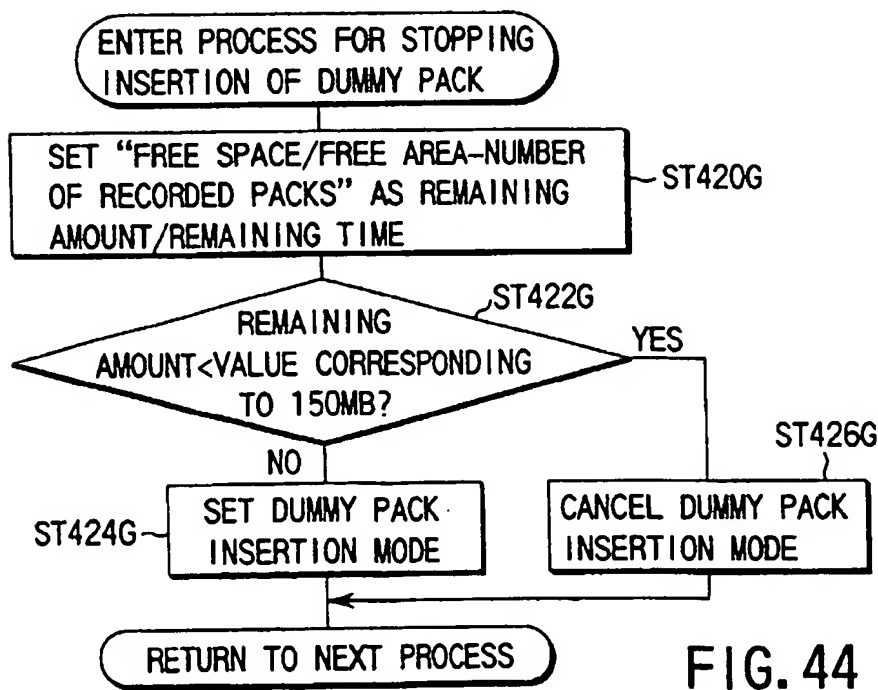 ENTER PROCESS FOR STOPPING
INSERTION OF DUMMY PACK
SET “FREE SPACE/FREE AREA-NUMBER
OF RECORDED PACKS” AS REMAINING
AMOUNT/REMAINING TIME
ST420G
ST422G
REMAINING
AMOUNT<VALUE CORRESPONDING
TO 150MB?
YES
NO
ST426G
ST424G
SET DUMMY PACK
INSERTION MODE
CANCEL DUMMY PACK
INSERTION MODE
RETURN TO NEXT PROCESS
FIG. 44